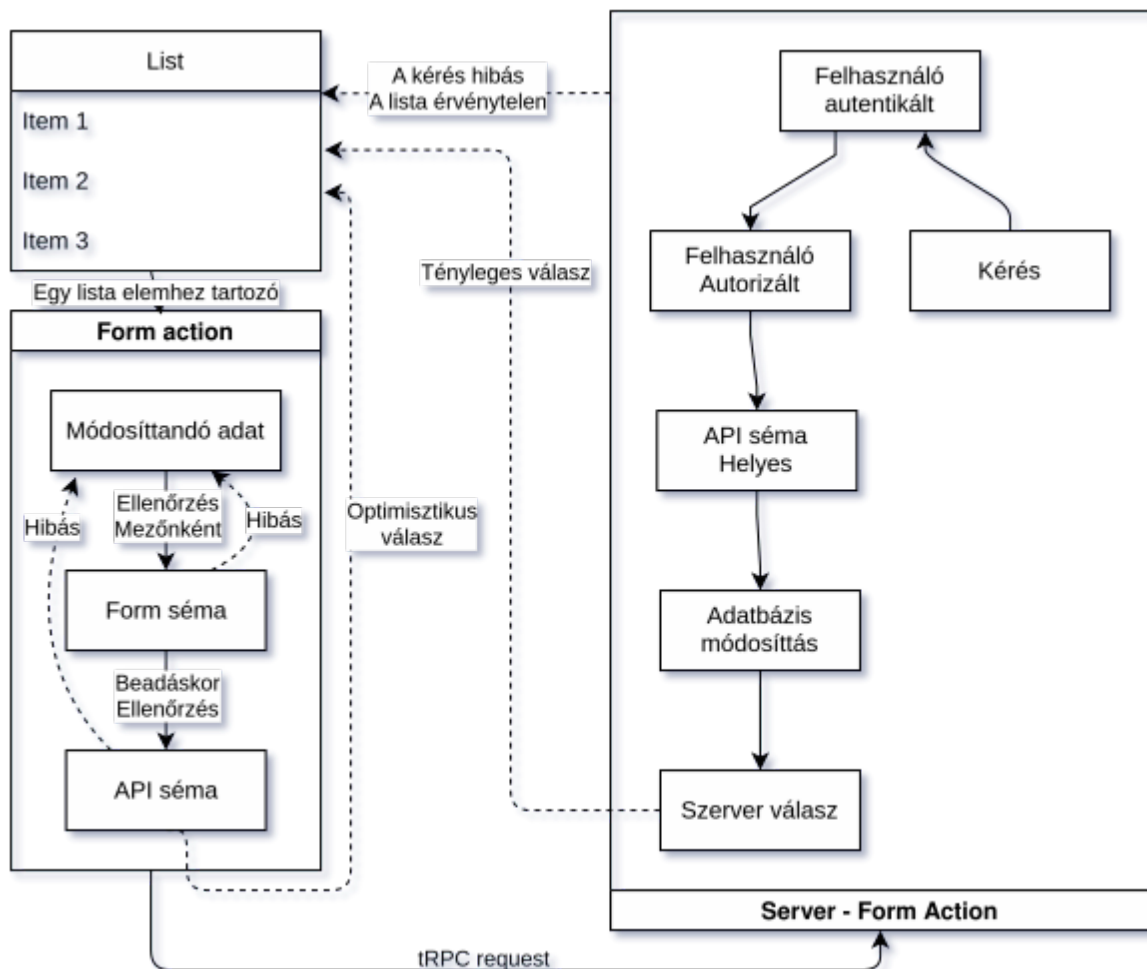 List
Item 1
Item 2
Item 3
Egy lista elemhez tartozó
Form action
Módosíttandó adat
Ellenőrzés
Mezőnként
Hibás
Hibás
Form séma
Beadáskor
Ellenőrzés
API séma
A kérés hibás
A lista érvénytelen
Tényleges válasz
Optimisztikus
válasz
tRPC request
Felhasználó
autentikált
Felhasználó
Autorizált
Kérés
API séma
Helyes
Adatbázis
módosíttás
Szerver válasz
Server - Form Action